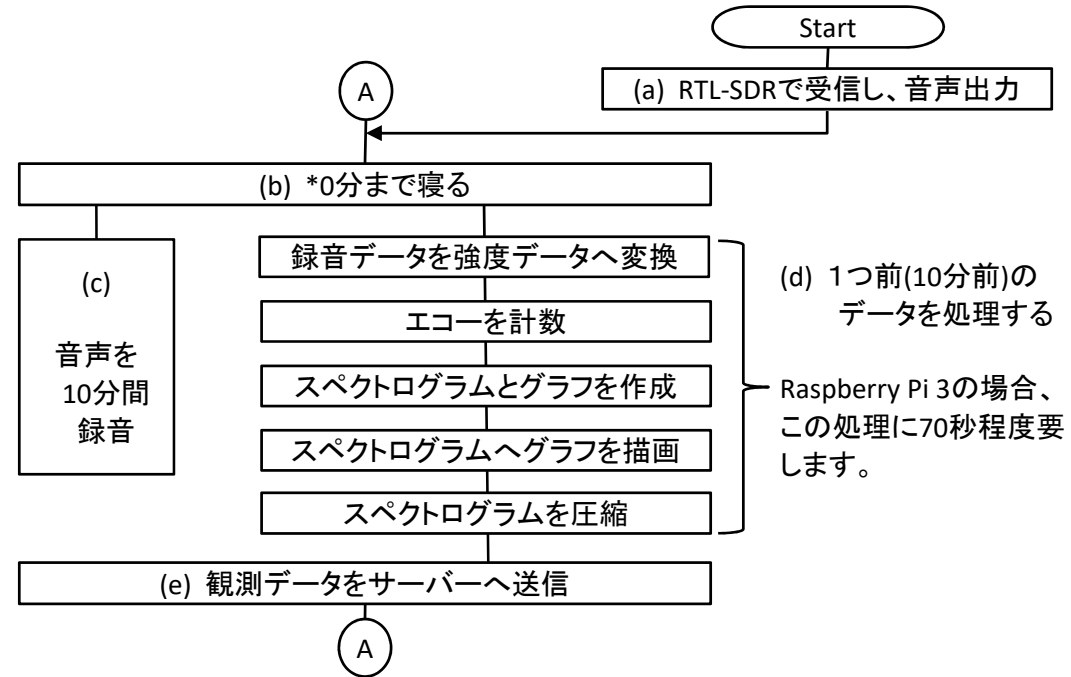 Start
(a) RTL-SDRで受信し、音声出力
A
(b) *0分まで寝る
(c)
音声を
10分間
録音
録音データを強度データへ変換
エコーを計数
スペクトログラムとグラフを作成
スペクトログラムへグラフを描画
スペクトログラムを圧縮
(d) １つ前(10分前)の
データを処理する
Raspberry Pi 3の場合、
この処理に70秒程度要
します。
(e) 観測データをサーバーへ送信
A